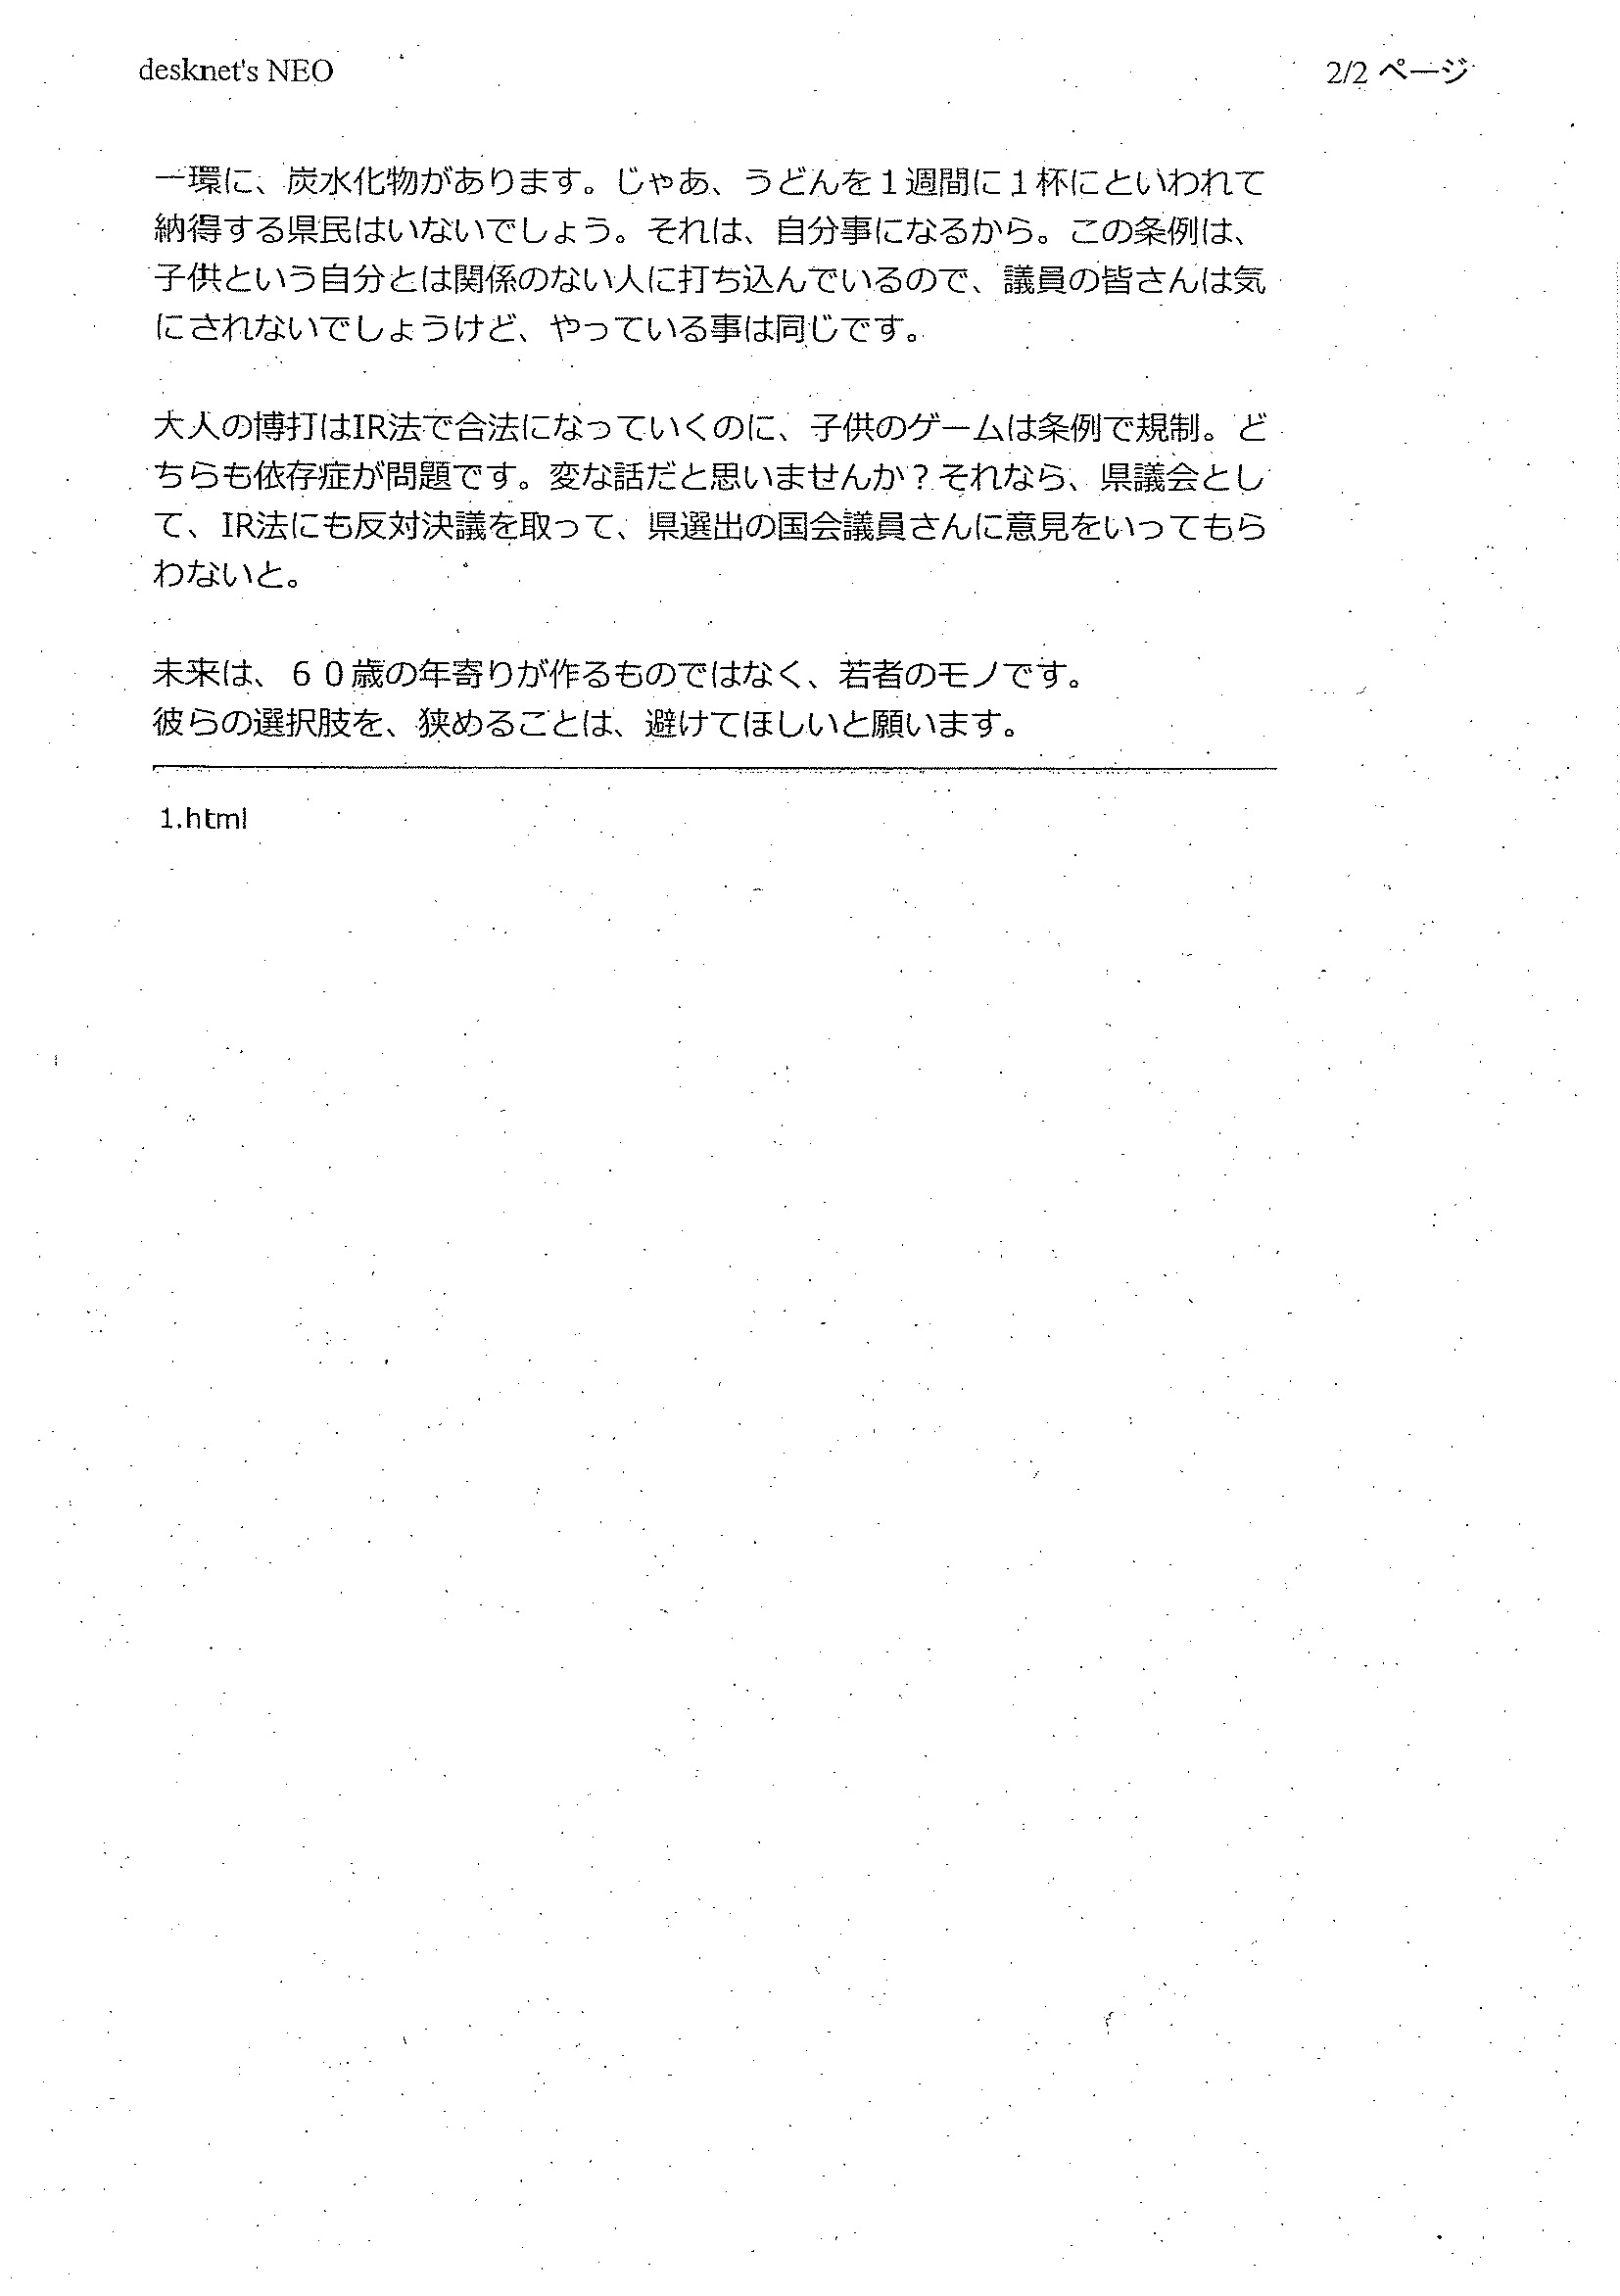 desknet's NEO
2/2 ページ
一環に、炭水化物があります。じゃあ、うどんを１週間に１杯にといわれて
納得する県民はいないでしょう。それは、自分事になるから。この条例は、
子供という自分とは関係のない人に打ち込んでいるので、議員の皆さんは気
にされないでしょうけど、やっている事は同じです。
大人の博打はIR法で合法になっていくのに、子供のゲームは条例で規制。ど
ちらも依存症が問題です。変な話だと思いませんか？それなら、県議会とし
て、IR法にも反対決議を取って、県選出の国会議員さんに意見をいってもら
わないと。
未来は、６０歳の年寄りが作るものではなく、若者のモノです。
彼らの選択肢を、狭めることは、避けてほしいと願います。
1.html